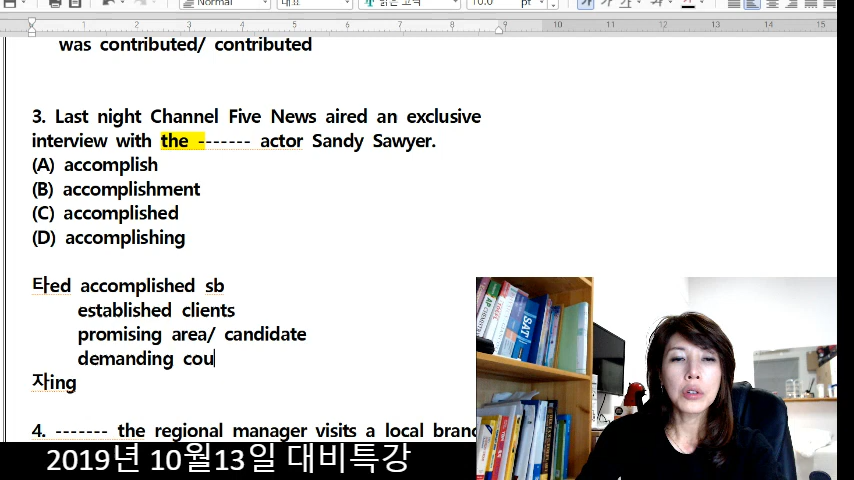 was contributed/ contributed
3. Last night Channel Five News aired an exclusive
interview with the ------- actor Sandy Sawyer.
(A) accomplish
(B) accomplishment
(C) accomplished
(D) accomplishing
타ed accomplished sb
established clients
promising area/ candidate
demanding cou
자ing
4. ------- the regional manager visits a local branc
SAT
2019년 10월13일 대비특강